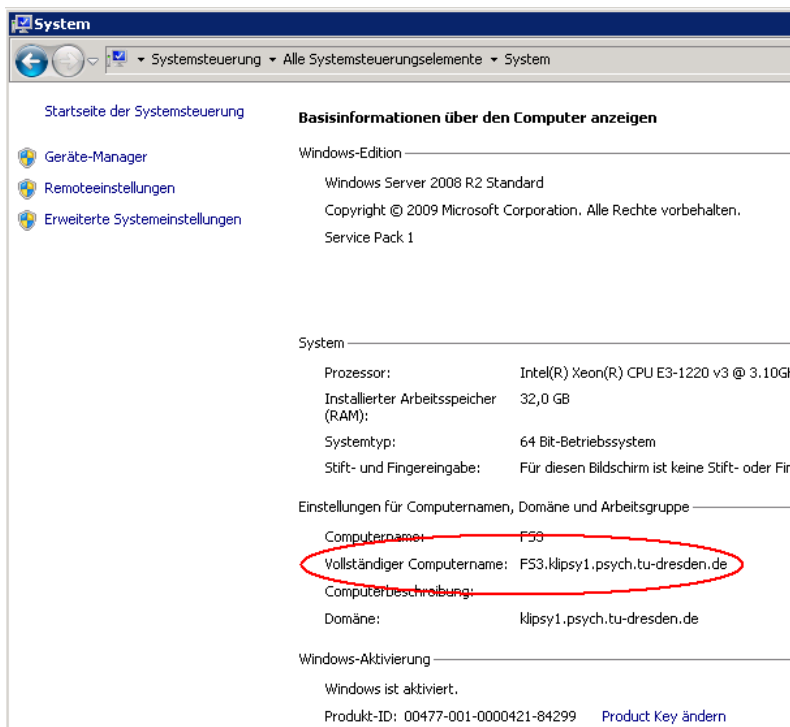 System
Systemsteuerung Alle Systemsteuerungselemente System
Startseite der Systemsteuerung
Geräte-Manager
Remoteeinstellungen
Erweiterte Systemeinstellungen
Basisinformationen über den Computer anzeigen
Windows-Edition
Windows Server 2008 R2 Standard
Copyright © 2009 Microsoft Corporation. Alle Rechte vorbehalten.
Service Pack 1
System
Prozessor: Intel(R) Xeon(R) CPU E3-1220 v3 @ 3.10GH
Installierter Arbeitsspeicher 32,0 GB
(RAM):
Systemtyp: 64 Bit-Betriebssystem
Stift- und Fingereingabe: Für diesen Bildschirm ist keine Stift- oder Fin
Einstellungen für Computernamen, Domäne und Arbeitsgruppe
Computername: FS3
Vollständiger Computername: FS3.klipsy1.psych.tu-dresden.de
Computerbeschreibung:
Domäne: klipsy1.psych.tu-dresden.de
Windows-Aktivierung
Windows ist aktiviert.
Produkt-ID: 00477-001-0000421-84299 Product Key ändern